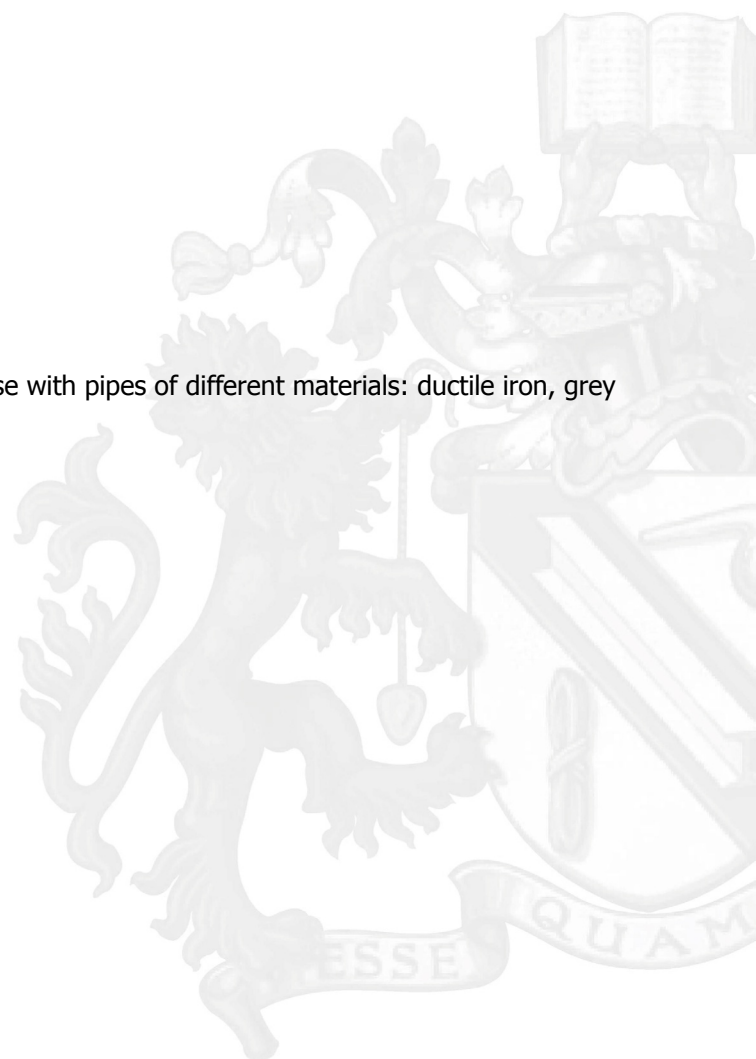 se with pipes of different materials: ductile iron, grey
ESSE QUAM